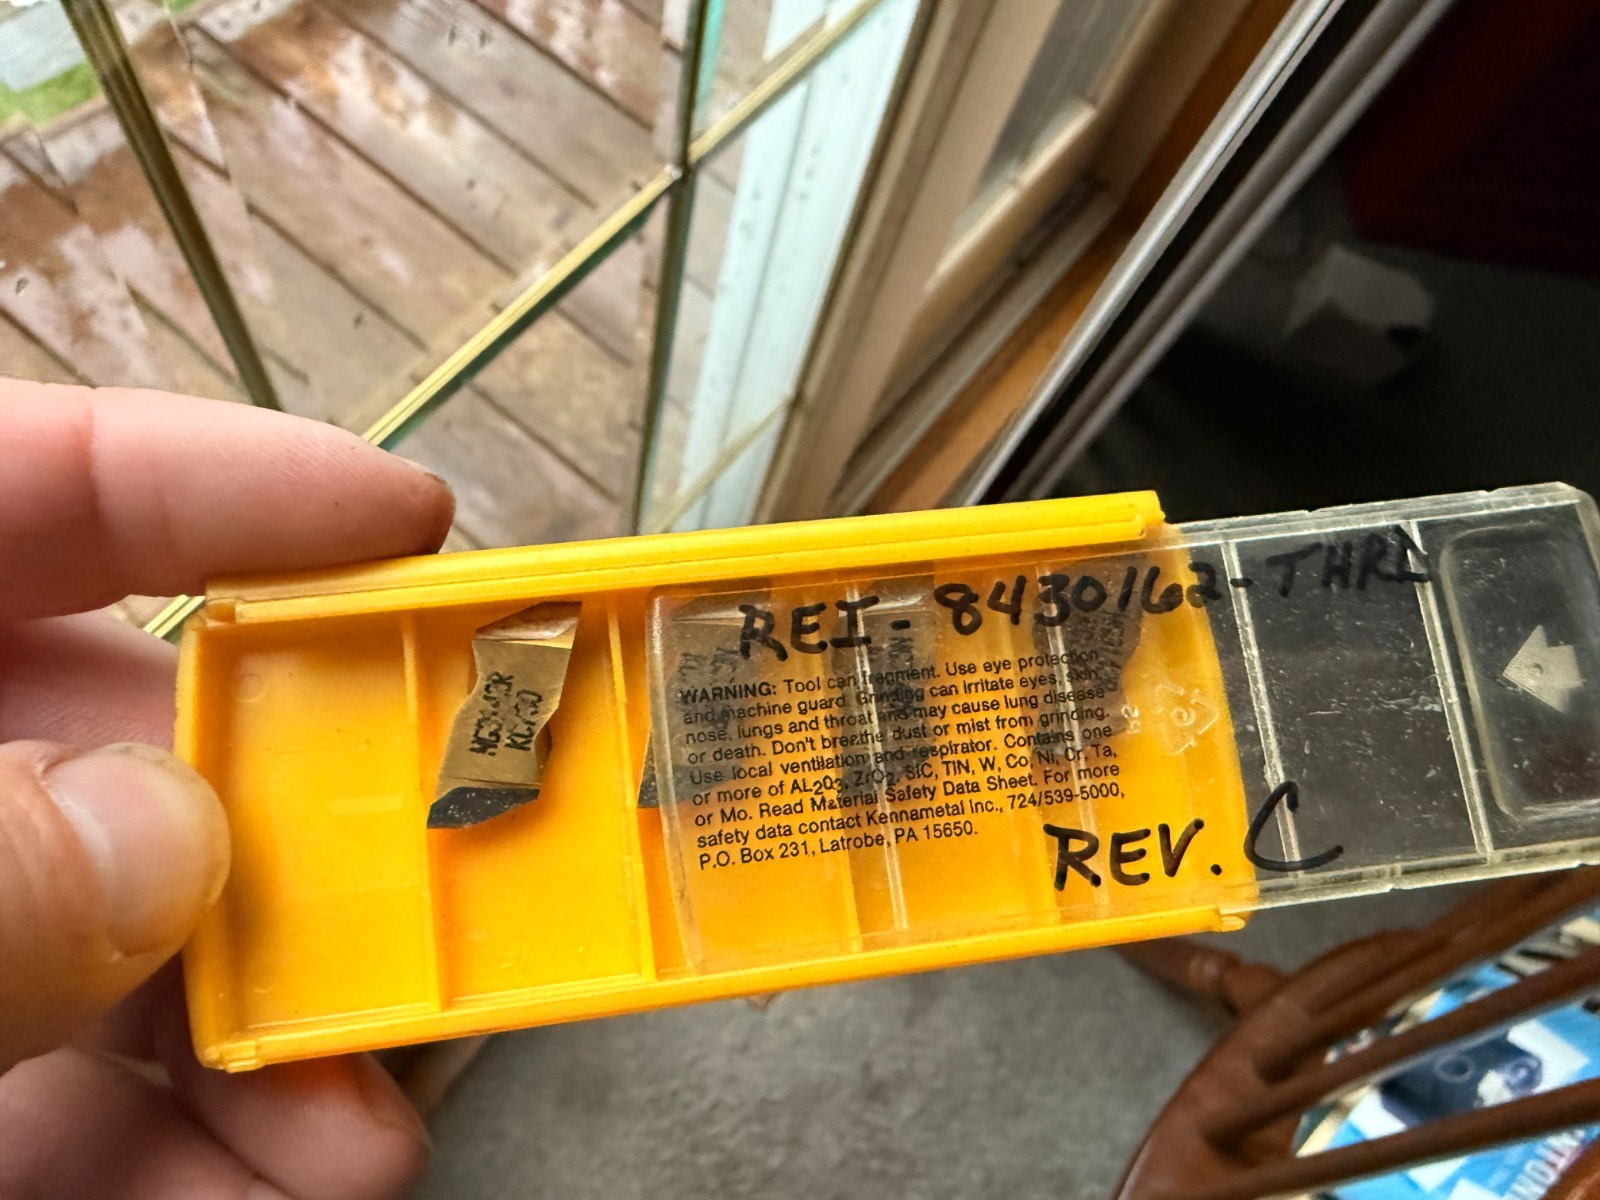 REI-8430162-THRD
WARNING: Tool can fragment. Use eye protection
and machine guard. Grinding can irritate eyes, skin,
nose, lungs and throat and may cause lung disease
or death. Don't breathe dust or mist from grinding.
Use local ventilation and respirator. Contains one
or more of AL2O3, ZrO2, SiC, TiN, W, Co, Ni, Cr, Ta,
or Mo. Read Material Safety Data Sheet. For more
safety data contact Kennametal Inc., 724/539-5000,
P.O. Box 231, Latrobe, PA 15650.
REV. C